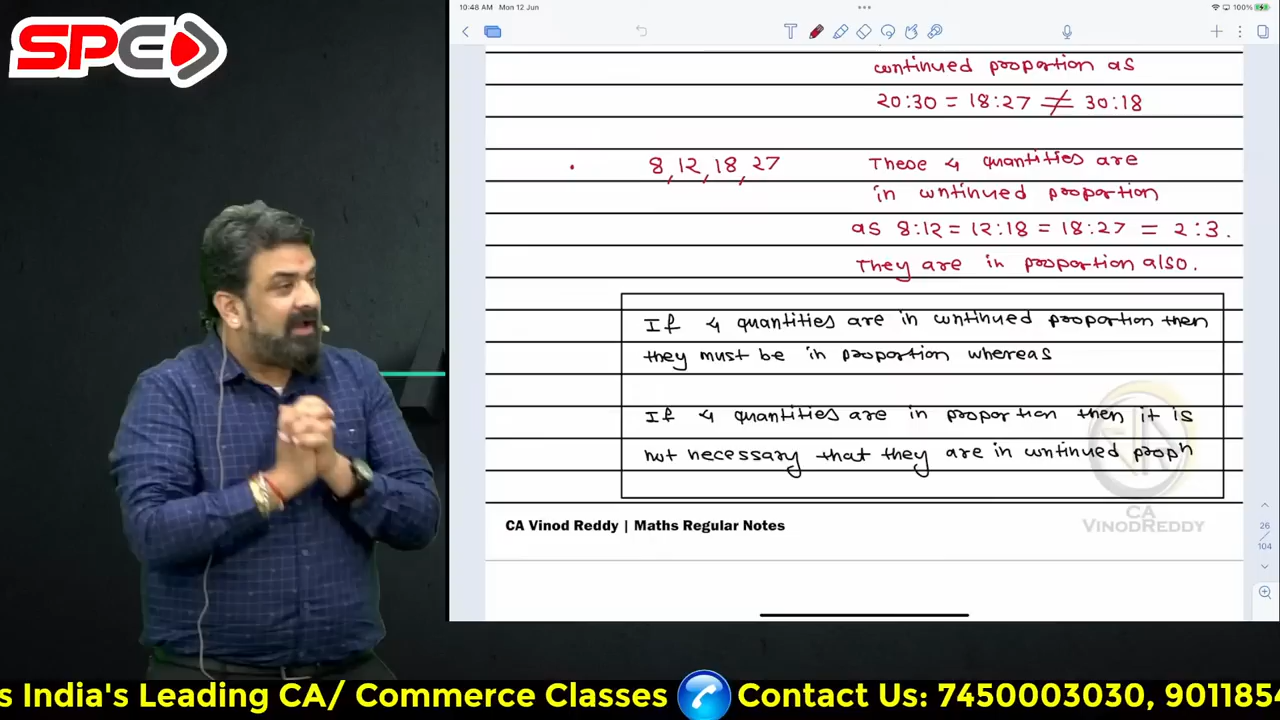 10:48 AM Mon 12 Jun
100%
SPE
continued proportion as
20:30 = 18:27 ≠ 30:18
• 8, 12, 18, 27 These 4 quantities are
in continued proportion
as 8:12 = 12:18 = 18:27 = 2:3.
They are in proportion also.
If 4 quantities are in continued proportion then
they must be in proportion whereas
If 4 quantities are in proportion then it is
not necessary that they are in continued propn
CA Vinod Reddy | Maths Regular Notes
CA
VINODREDDY
26
/
104
s India's Leading CA/ Commerce Classes Contact Us: 7450003030, 9011854